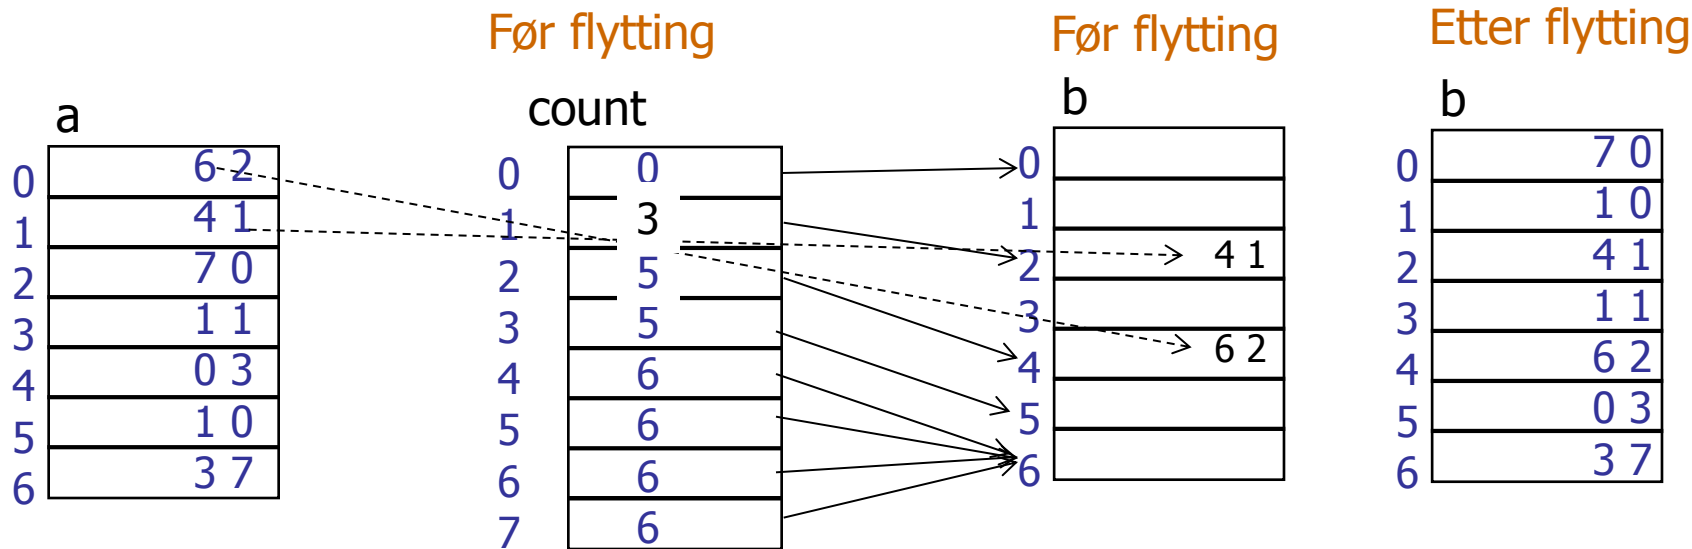 Før flytting
Før flytting
Etter flytting
a
count
b
b
0 6 2
1 4 1
2 7 0
3 1 1
4 0 3
5 1 0
6 3 7
0 0
1 3
2 5
3 5
4 6
5 6
6 6
7 6
0
1
2 4 1
3
4 6 2
5
6
0 7 0
1 1 0
2 4 1
3 1 1
4 6 2
5 0 3
6 3 7